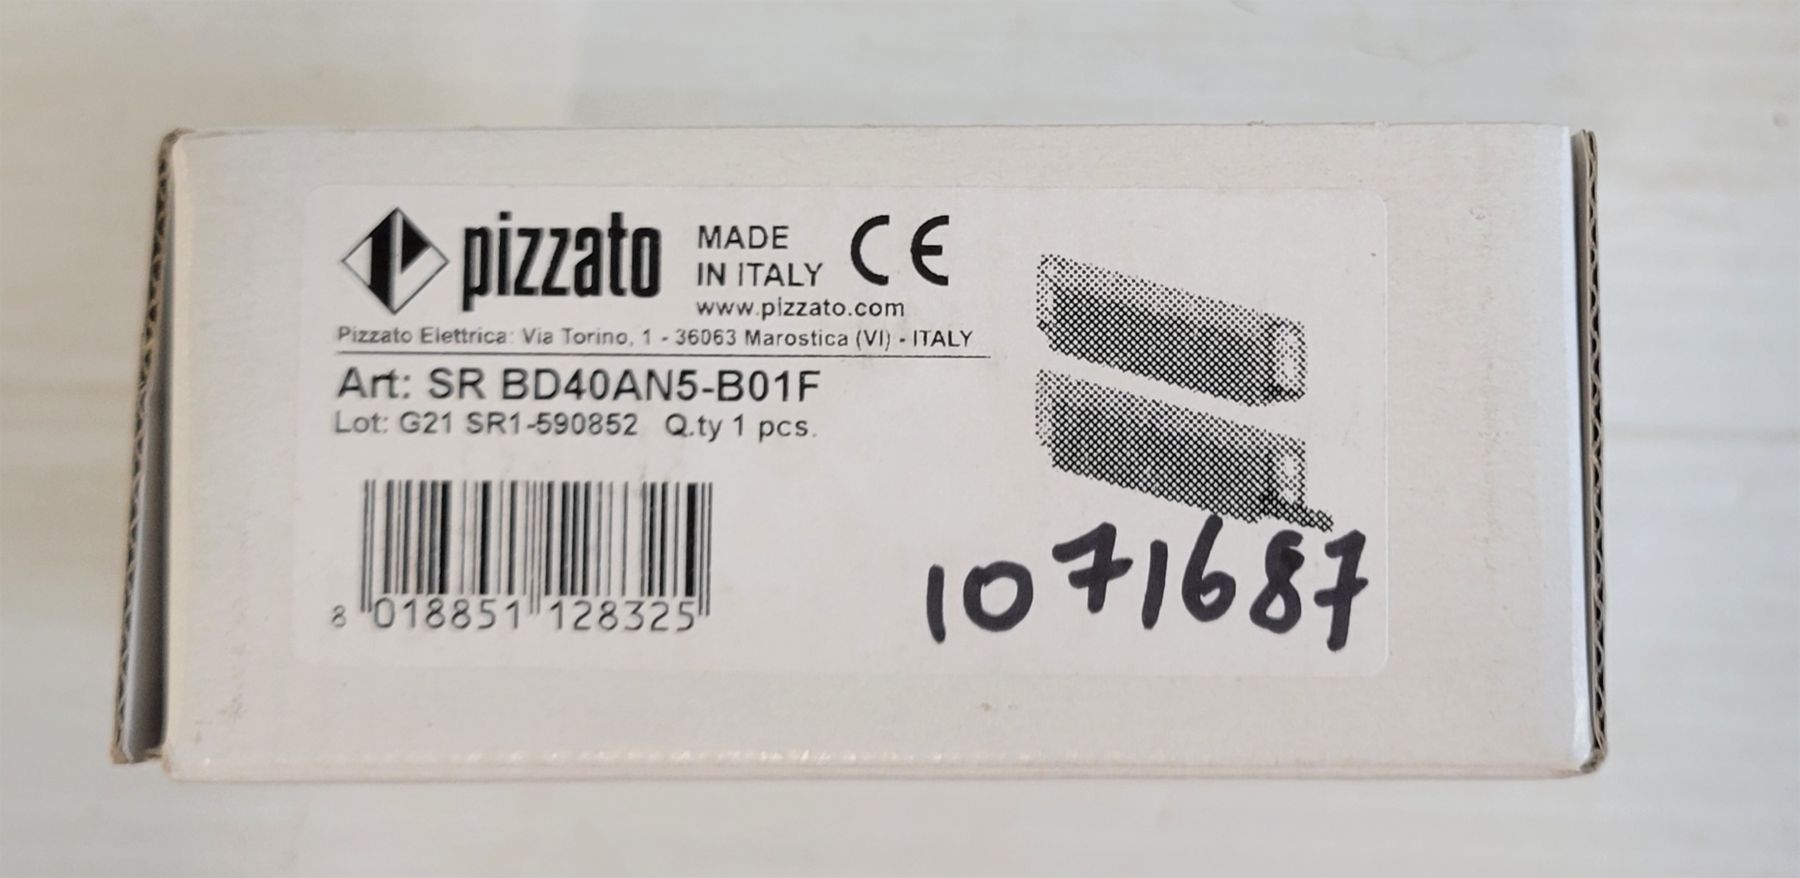 pizzato
MADE
IN ITALY
CE
www.pizzato.com
Pizzato Elettrica: Via Torino, 1 - 36063 Marostica (VI) - ITALY
Art: SR BD40AN5-B01F
Lot: G21 SR1-590852 Q.ty 1 pcs.
8 018851 128325
1071687